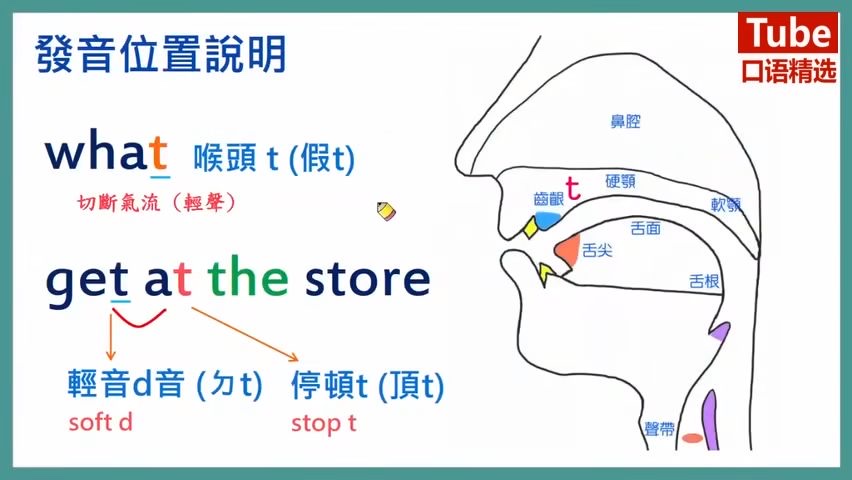 Tube
口语精选
發音位置說明
what 喉頭 t (假t)
切斷氣流（輕聲）
get at the store
輕音d音 (ㄉt) 停頓t (頂t)
soft d stop t
鼻腔
t
齒齦 硬顎 軟顎
舌尖 舌面 舌根
聲帶